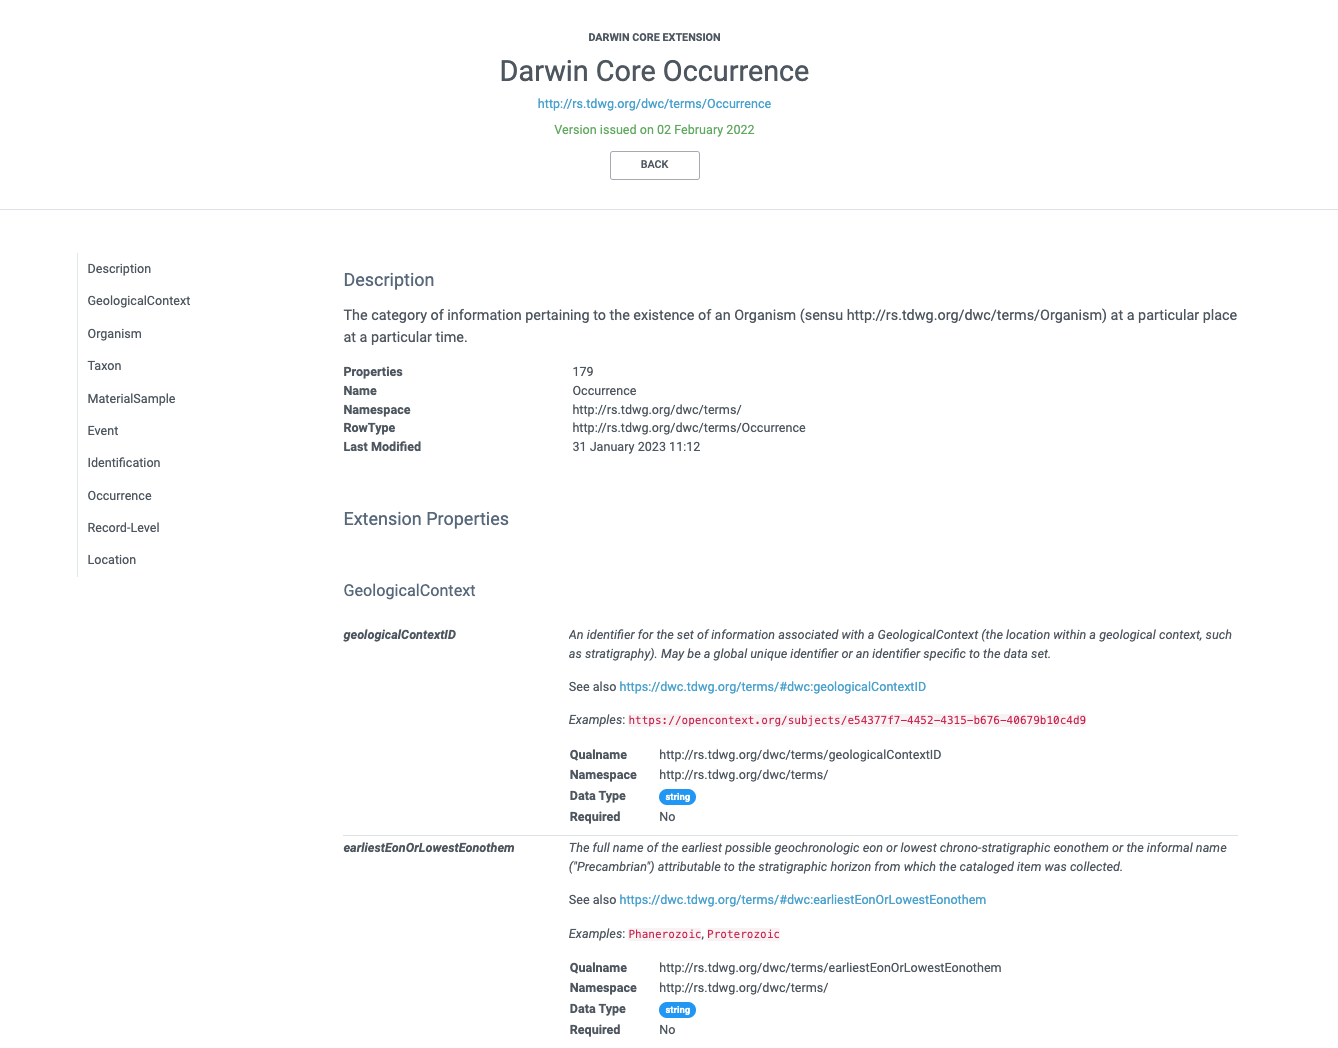 DARWIN CORE EXTENSION
Darwin Core Occurrence
http://rs.tdwg.org/dwc/terms/Occurrence
Version issued on 02 February 2022
BACK
Description
GeologicalContext
Organism
Taxon
MaterialSample
Event
Identification
Occurrence
Record-Level
Location
Description
The category of information pertaining to the existence of an Organism (sensu http://rs.tdwg.org/dwc/terms/Organism) at a particular place
at a particular time.
Properties 179
Name Occurrence
Namespace http://rs.tdwg.org/dwc/terms/
RowType http://rs.tdwg.org/dwc/terms/Occurrence
Last Modified 31 January 2023 11:12
Extension Properties
GeologicalContext
geologicalContextID An identifier for the set of information associated with a GeologicalContext (the location within a geological context, such
as stratigraphy). May be a global unique identifier or an identifier specific to the data set.
See also https://dwc.tdwg.org/terms/#dwc:geologicalContextID
Examples: https://opencontext.org/subjects/e54377f7-4452-4315-b676-40679b10c4d9
Qualname http://rs.tdwg.org/dwc/terms/geologicalContextID
Namespace http://rs.tdwg.org/dwc/terms/
Data Type string
Required No
earliestEonOrLowestEonothem The full name of the earliest possible geochronologic eon or lowest chrono-stratigraphic eonothem or the informal name
("Precambrian") attributable to the stratigraphic horizon from which the cataloged item was collected.
See also https://dwc.tdwg.org/terms/#dwc:earliestEonOrLowestEonothem
Examples: Phanerozoic, Proterozoic
Qualname http://rs.tdwg.org/dwc/terms/earliestEonOrLowestEonothem
Namespace http://rs.tdwg.org/dwc/terms/
Data Type string
Required No